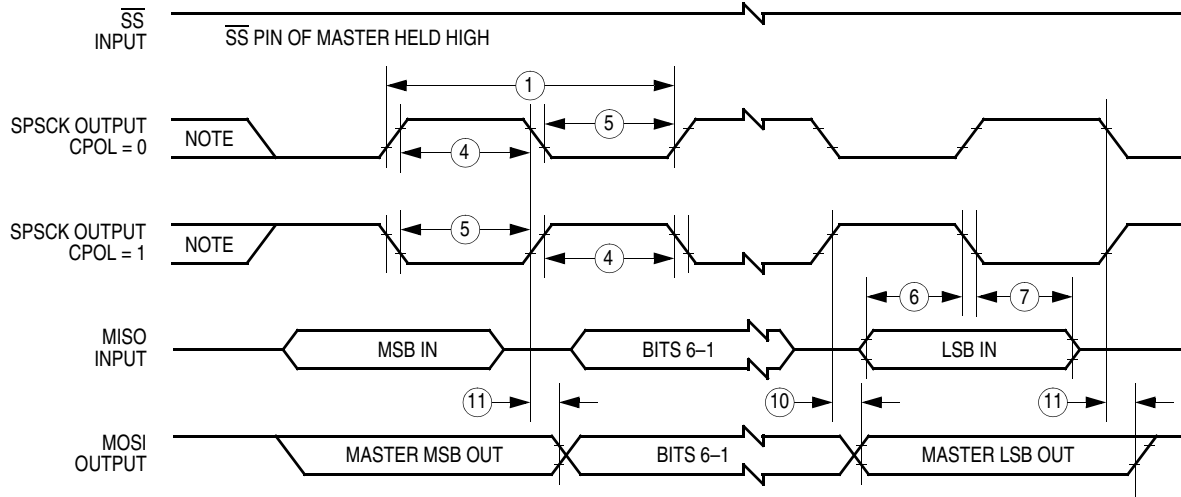 SS
INPUT
SS PIN OF MASTER HELD HIGH
1
SPSCK OUTPUT
CPOL = 0
NOTE
5
4
SPSCK OUTPUT
CPOL = 1
NOTE
5
4
6
7
MISO
INPUT
MSB IN
BITS 6–1
LSB IN
11
10
11
MOSI
OUTPUT
MASTER MSB OUT
BITS 6–1
MASTER LSB OUT